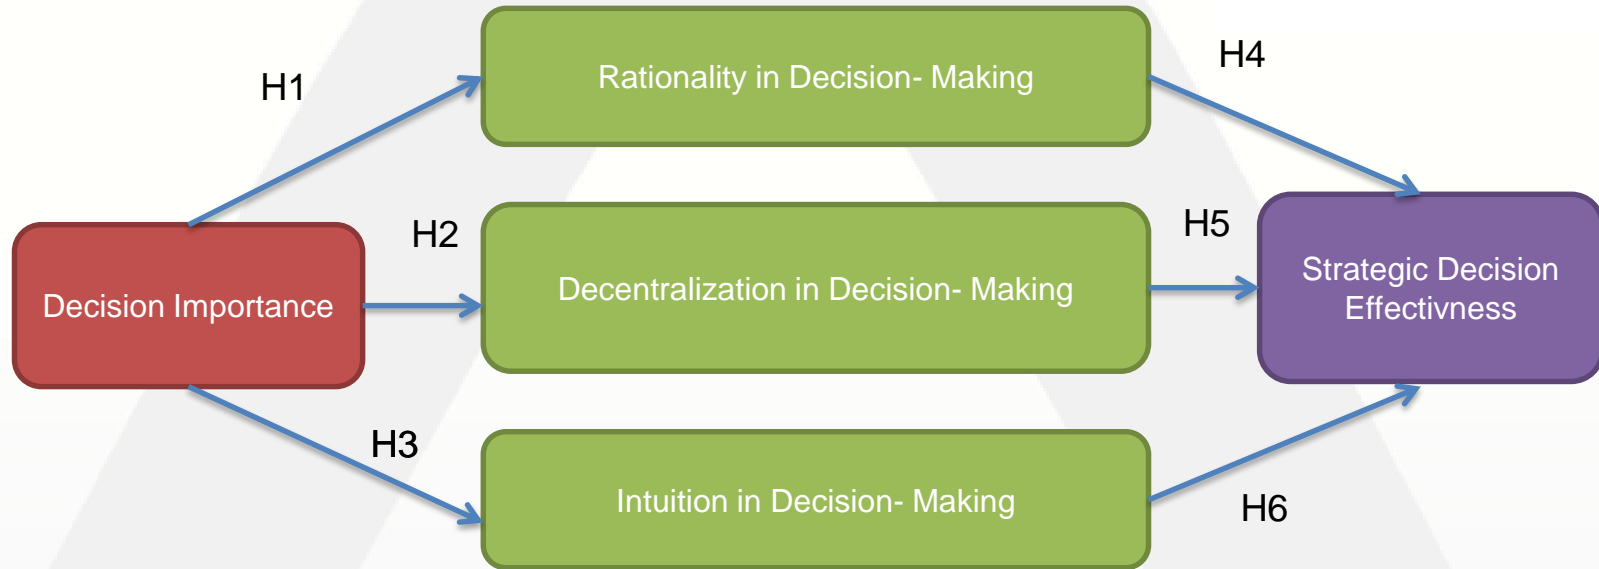 H1
Rationality in Decision- Making
H4
Decision Importance
H2
Decentralization in Decision- Making
H5
Strategic Decision
Effectivness
H3
Intuition in Decision- Making
H6